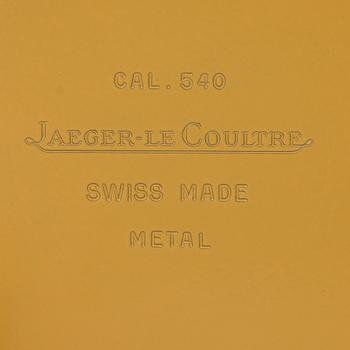 CAL. 540
JAEGER-LE COULTRE
SWISS MADE
METAL